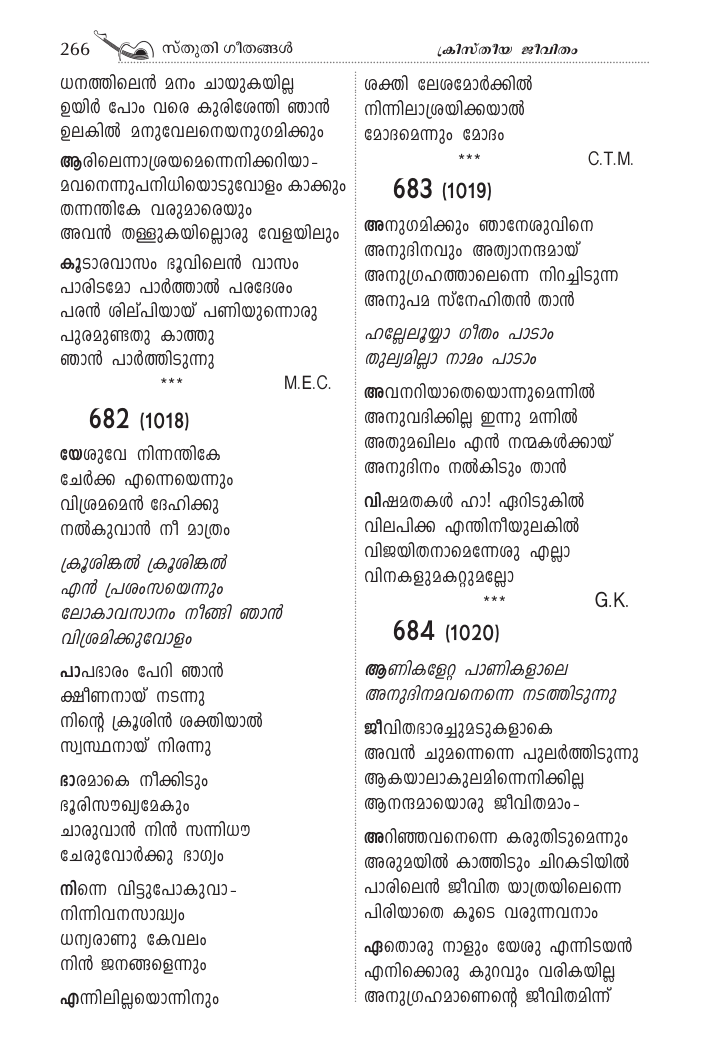 266 സ്തുതി ഗീതങ്ങൾ
ക്രിസ്തീയ ജീവിതം
ധനത്തിലെൻ മനം ചായുകയില്ല
ഉയിർ പോം വരെ കുരിശേന്തി ഞാൻ
ഉലകിൽ മനുവേലനെയനുഗമിക്കും
ആരിലെന്നാശ്രയമെന്നെനിക്കറിയാ-
മവനെന്നുപനിധിയൊടുവോളം കാക്കും
തന്നന്തികേ വരുമാരെയും
അവൻ തള്ളുകയില്ലൊരു വേളയിലും
കൂടാരവാസം ഭൂവിലെൻ വാസം
പാരിടമോ പാർത്താൽ പരദേശം
പരൻ ശില്പിയായ് പണിയുന്നൊരു
പുരമുണ്ടതു കാത്തു
ഞാൻ പാർത്തിടുന്നു
*** M.E.C.
682 (1018)
യേശുവേ നിന്നന്തികേ
ചേർക്ക എന്നെയെന്നും
വിശ്രമമെൻ ദേഹിക്കു
നൽകുവാൻ നീ മാത്രം
ക്രൂശിങ്കൽ ക്രൂശിങ്കൽ
എൻ പ്രശംസയെന്നും
ലോകാവസാനം നീങ്ങി ഞാൻ
വിശ്രമിക്കുവോളം
പാപഭാരം പേറി ഞാൻ
ക്ഷീണനായ് നടന്നു
നിന്റെ ക്രൂശിൻ ശക്തിയാൽ
സ്വസ്ഥനായ് നിരന്നു
ഭാരമാകെ നീക്കിടും
ഭൂരിസൗഖ്യമേകും
ചാരുവാൻ നിൻ സന്നിധൗ
ചേരുവോർക്കു ഭാഗ്യം
നിന്നെ വിട്ടുപോകുവാ-
നിന്നിവനസാദ്ധ്യം
ധന്യരാണു കേവലം
നിൻ ജനങ്ങളെന്നും
എന്നിലില്ലയൊന്നിനും
ശക്തി ലേശമോർക്കിൽ
നിന്നിലാശ്രയിക്കയാൽ
മോദമെന്നും മോദം
*** C.T.M.
683 (1019)
അനുഗമിക്കും ഞാനേശുവിനെ
അനുദിനവും അത്യാനന്ദമായ്
അനുഗ്രഹത്താലെന്നെ നിറച്ചിടുന്ന
അനുപമ സ്നേഹിതൻ താൻ
ഹല്ലേലൂയ്യാ ഗീതം പാടാം
തുല്യമില്ലാ നാമം പാടാം
അവനറിയാതെയൊന്നുമെന്നിൽ
അനുവദിക്കില്ല ഇന്നു മന്നിൽ
അതുമഖിലം എൻ നന്മകൾക്കായ്
അനുദിനം നൽകിടും താൻ
വിഷമതകൾ ഹാ! ഏറിടുകിൽ
വിലപിക്ക എന്തിനീയുലകിൽ
വിജയിതനാമെന്നേശു എല്ലാ
വിനകളുമകറ്റുമല്ലോ
*** G.K.
684 (1020)
ആണികളേറ്റ പാണികളാലെ
അനുദിനമവനെന്നെ നടത്തിടുന്നു
ജീവിതഭാരച്ചുമടുകളാകെ
അവൻ ചുമന്നെന്നെ പുലർത്തിടുന്നു
ആകയാലാകുലമിന്നെനിക്കില്ല
ആനന്ദമായൊരു ജീവിതമാം-
അറിഞ്ഞവനെന്നെ കരുതിടുമെന്നും
അരുമയിൽ കാത്തിടും ചിറകടിയിൽ
പാരിലെൻ ജീവിത യാത്രയിലെന്നെ
പിരിയാതെ കൂടെ വരുന്നവനാം
ഏതൊരു നാളും യേശു എന്നിടയൻ
എനിക്കൊരു കുറവും വരികയില്ല
അനുഗ്രഹമാണെന്റെ ജീവിതമിന്ന്